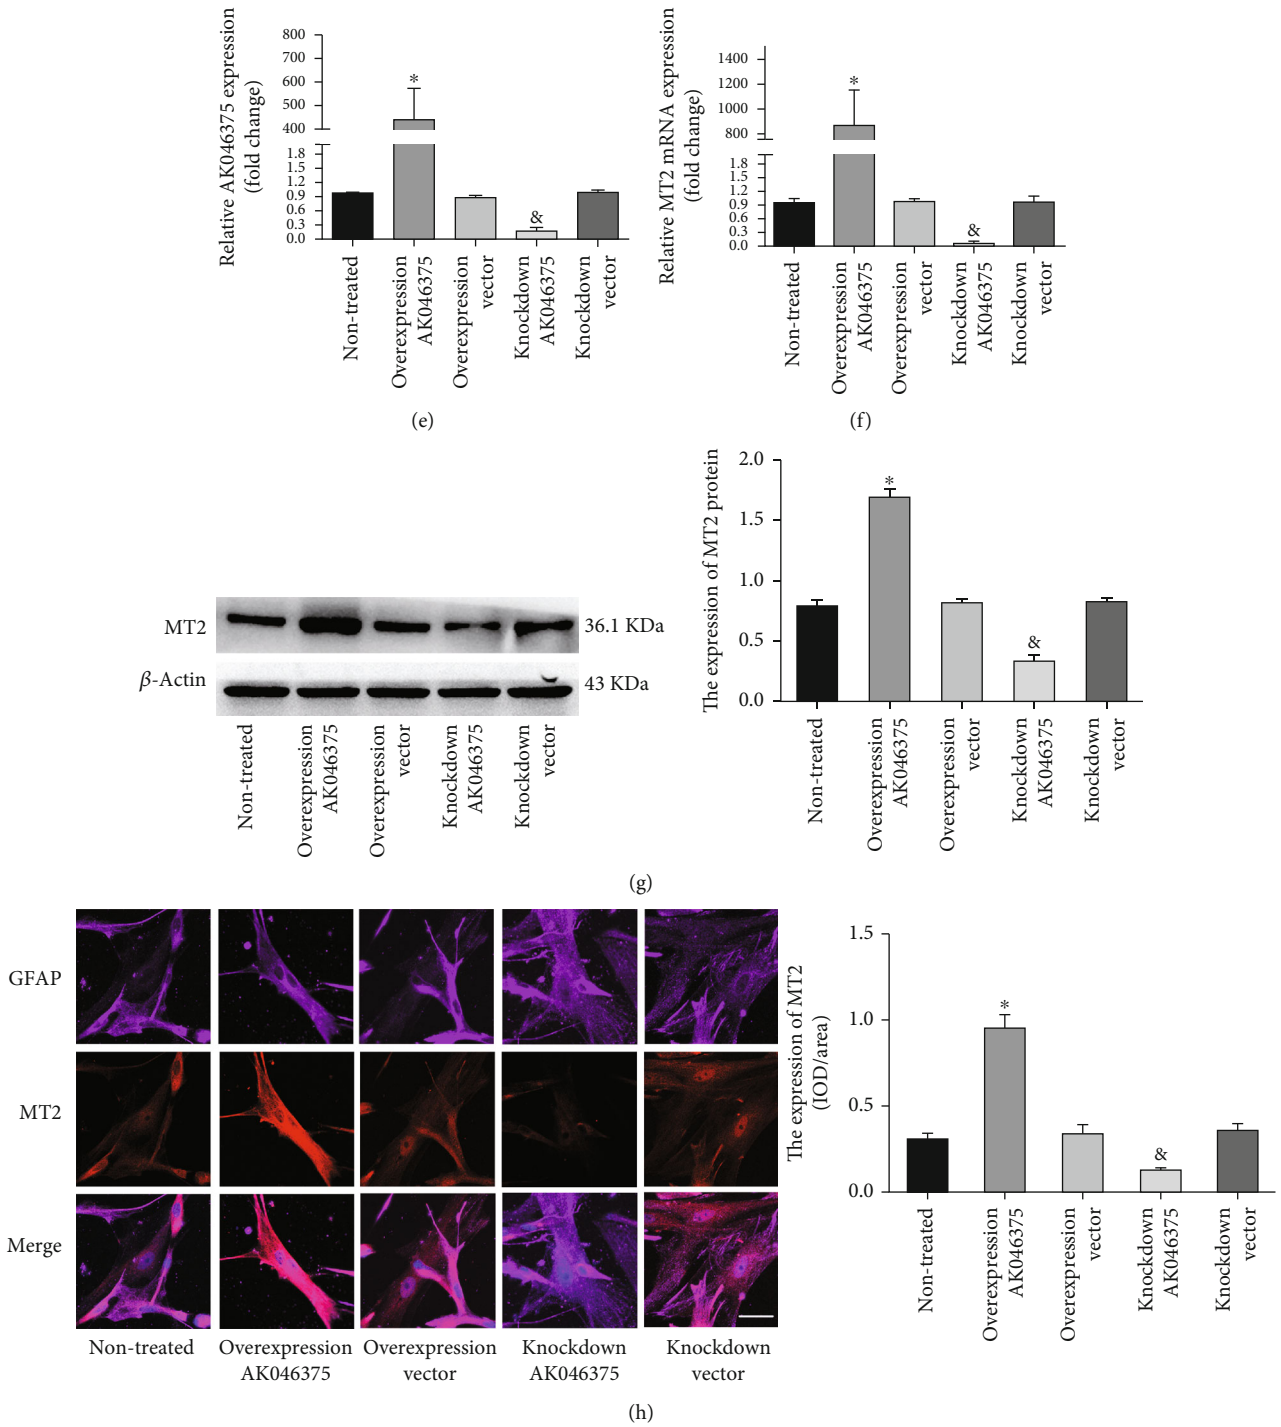 Relative AK046375 expression
(fold change)
800
700
600
500
400
1.8
1.5
1.2
0.9
0.6
0.3
0.0
*
&
Non-treated
Overexpression
AK046375
Overexpression
vector
Knockdown
AK046375
Knockdown
vector
(e)
Relative MT2 mRNA expression
(fold change)
1400
1200
1000
800
1.8
1.5
1.2
0.9
0.6
0.3
0.0
*
&
Non-treated
Overexpression
AK046375
Overexpression
vector
Knockdown
AK046375
Knockdown
vector
(f)
MT2
36.1 KDa
β-Actin
43 KDa
Non-treated
Overexpression
AK046375
Overexpression
vector
Knockdown
AK046375
Knockdown
vector
The expression of MT2 protein
2.0
1.5
1.0
0.5
0.0
*
&
Non-treated
Overexpression
AK046375
Overexpression
vector
Knockdown
AK046375
Knockdown
vector
(g)
GFAP
MT2
Merge
Non-treated
Overexpression
AK046375
Overexpression
vector
Knockdown
AK046375
Knockdown
vector
The expression of MT2
(IOD/area)
1.5
1.0
0.5
0.0
*
&
Non-treated
Overexpression
AK046375
Overexpression
vector
Knockdown
AK046375
Knockdown
vector
(h)